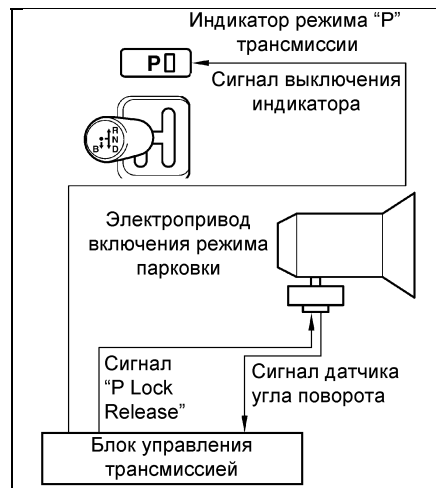 Индикатор режима “P”
трансмиссии
P
Сигнал выключения
индикатора
R
N
B D
Электропривод
включения режима
парковки
Сигнал
“P Lock
Release”
Сигнал датчика
угла поворота
Блок управления
трансмиссией